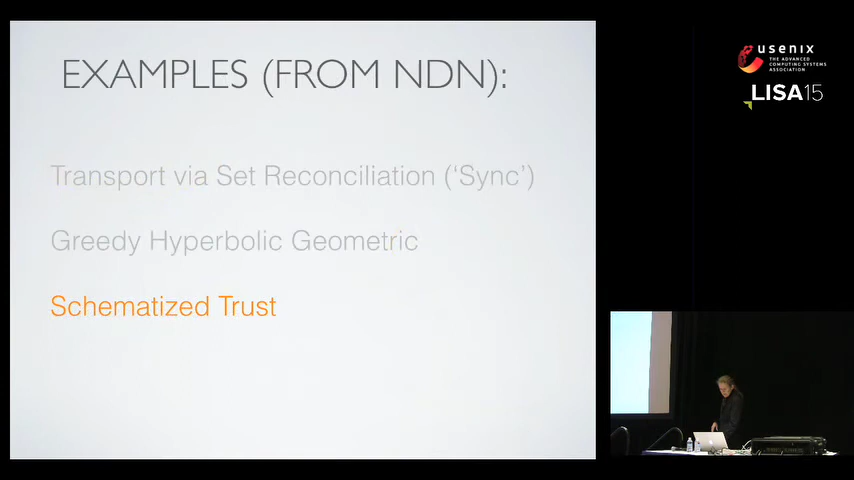 EXAMPLES (FROM NDN):
Transport via Set Reconciliation (‘Sync’)
Greedy Hyperbolic Geometric
Schematized Trust
usenix
THE ADVANCED
COMPUTING SYSTEMS
ASSOCIATION
LISA15